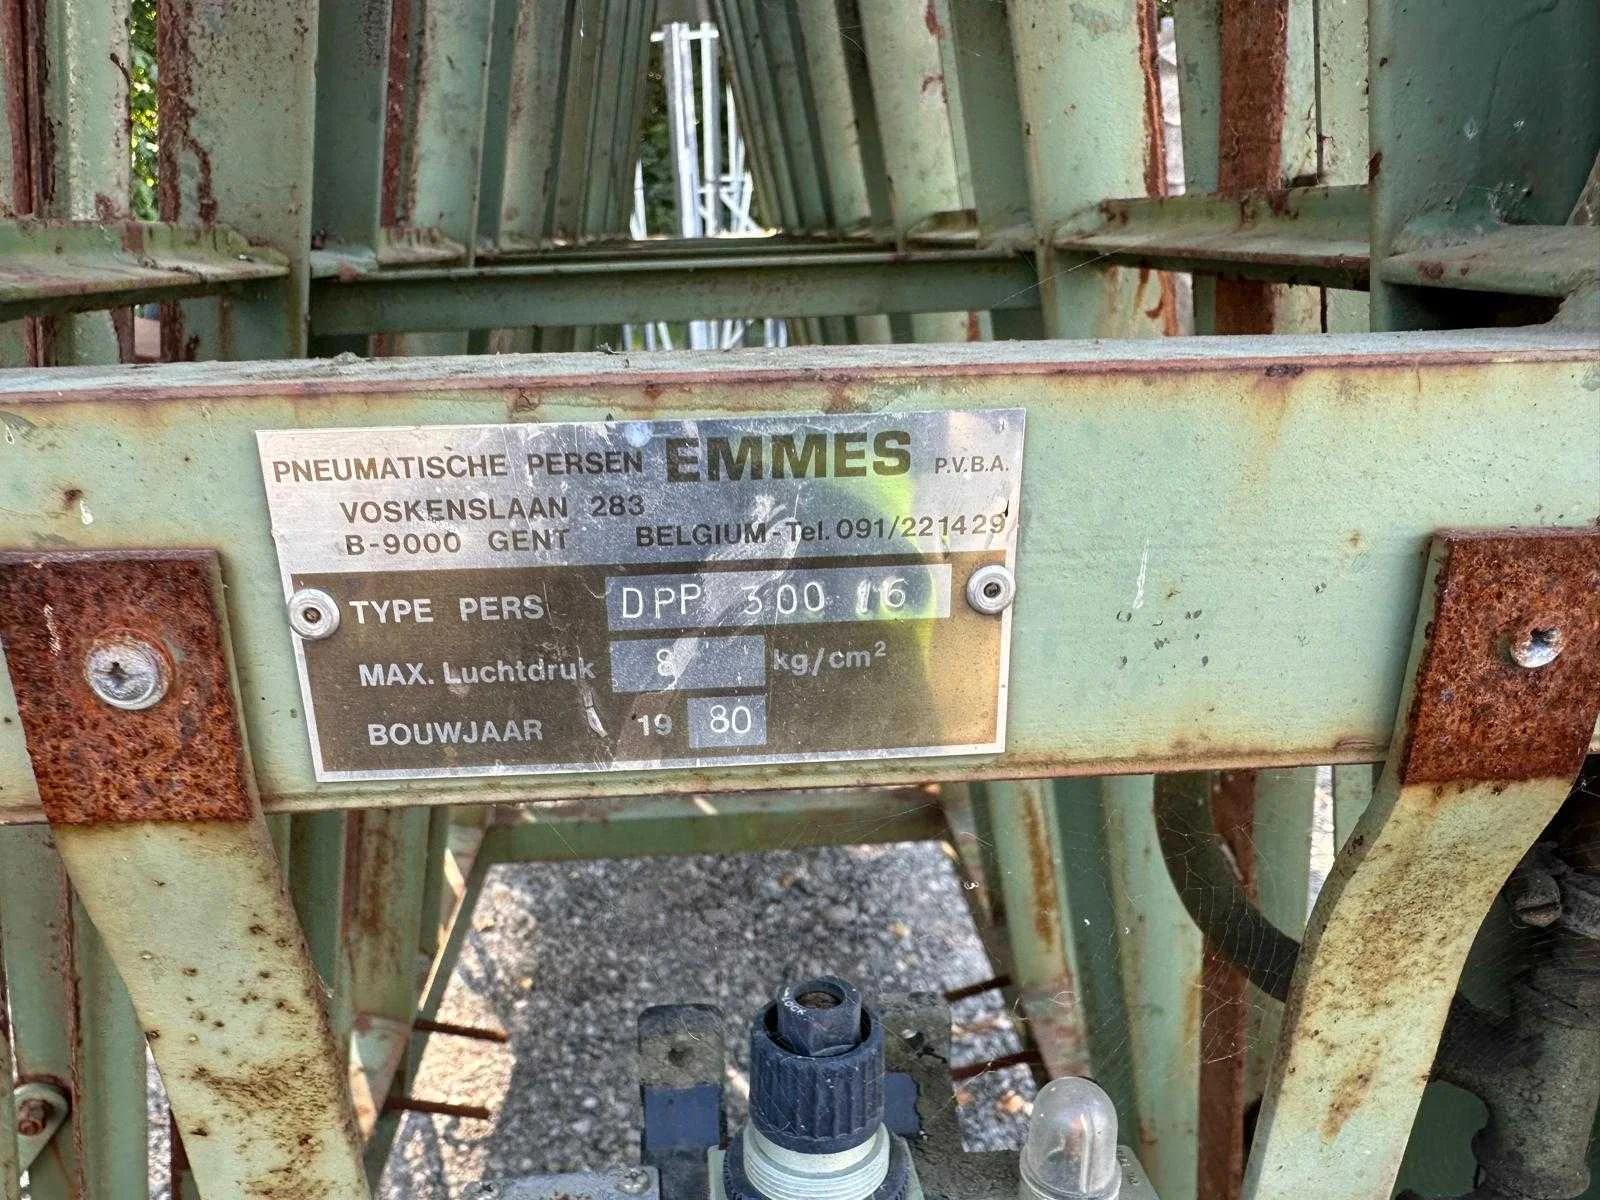 PNEUMATISCHE PERSEN EMMES P.V.B.A.
VOSKENSLAAN 283
B-9000 GENT BELGIUM-Tel. 091/221429
TYPE PERS DPP 300 16
MAX. Luchtdruk 8 kg/cm²
BOUWJAAR 19 80
LOCK